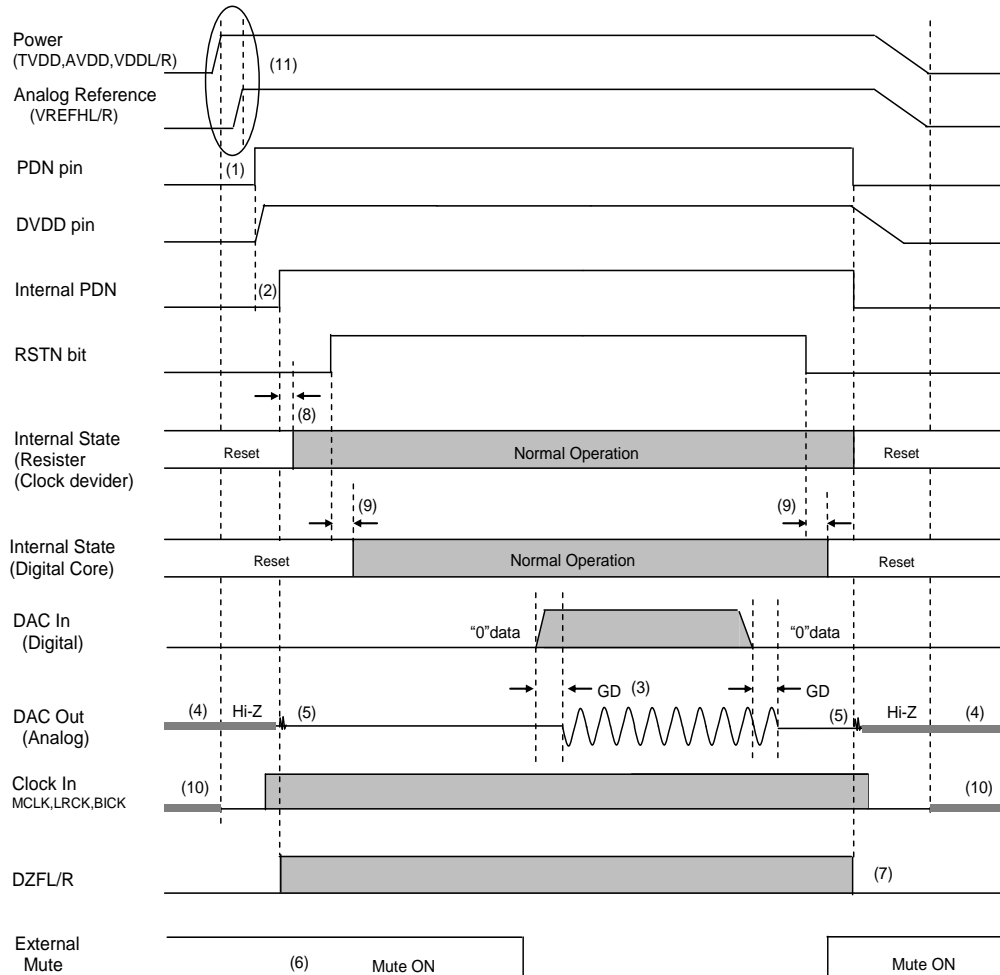 Power
(TVDD,AVDD,VDDL/R)
(11)
Analog Reference
(VREFHL/R)
PDN pin
(1)
DVDD pin
Internal PDN
(2)
RSTN bit
(8)
Internal State
(Resister
(Clock devider)
Reset
Normal Operation
Reset
(9)
(9)
Internal State
(Digital Core)
Reset
Normal Operation
Reset
DAC In
(Digital)
“0”data
“0”data
GD
(3)
GD
DAC Out
(Analog)
(4)
Hi-Z
(5)
(5)
Hi-Z
(4)
Clock In
MCLK,LRCK,BICK
(10)
(10)
DZFL/R
(7)
External
Mute
(6)
Mute ON
Mute ON